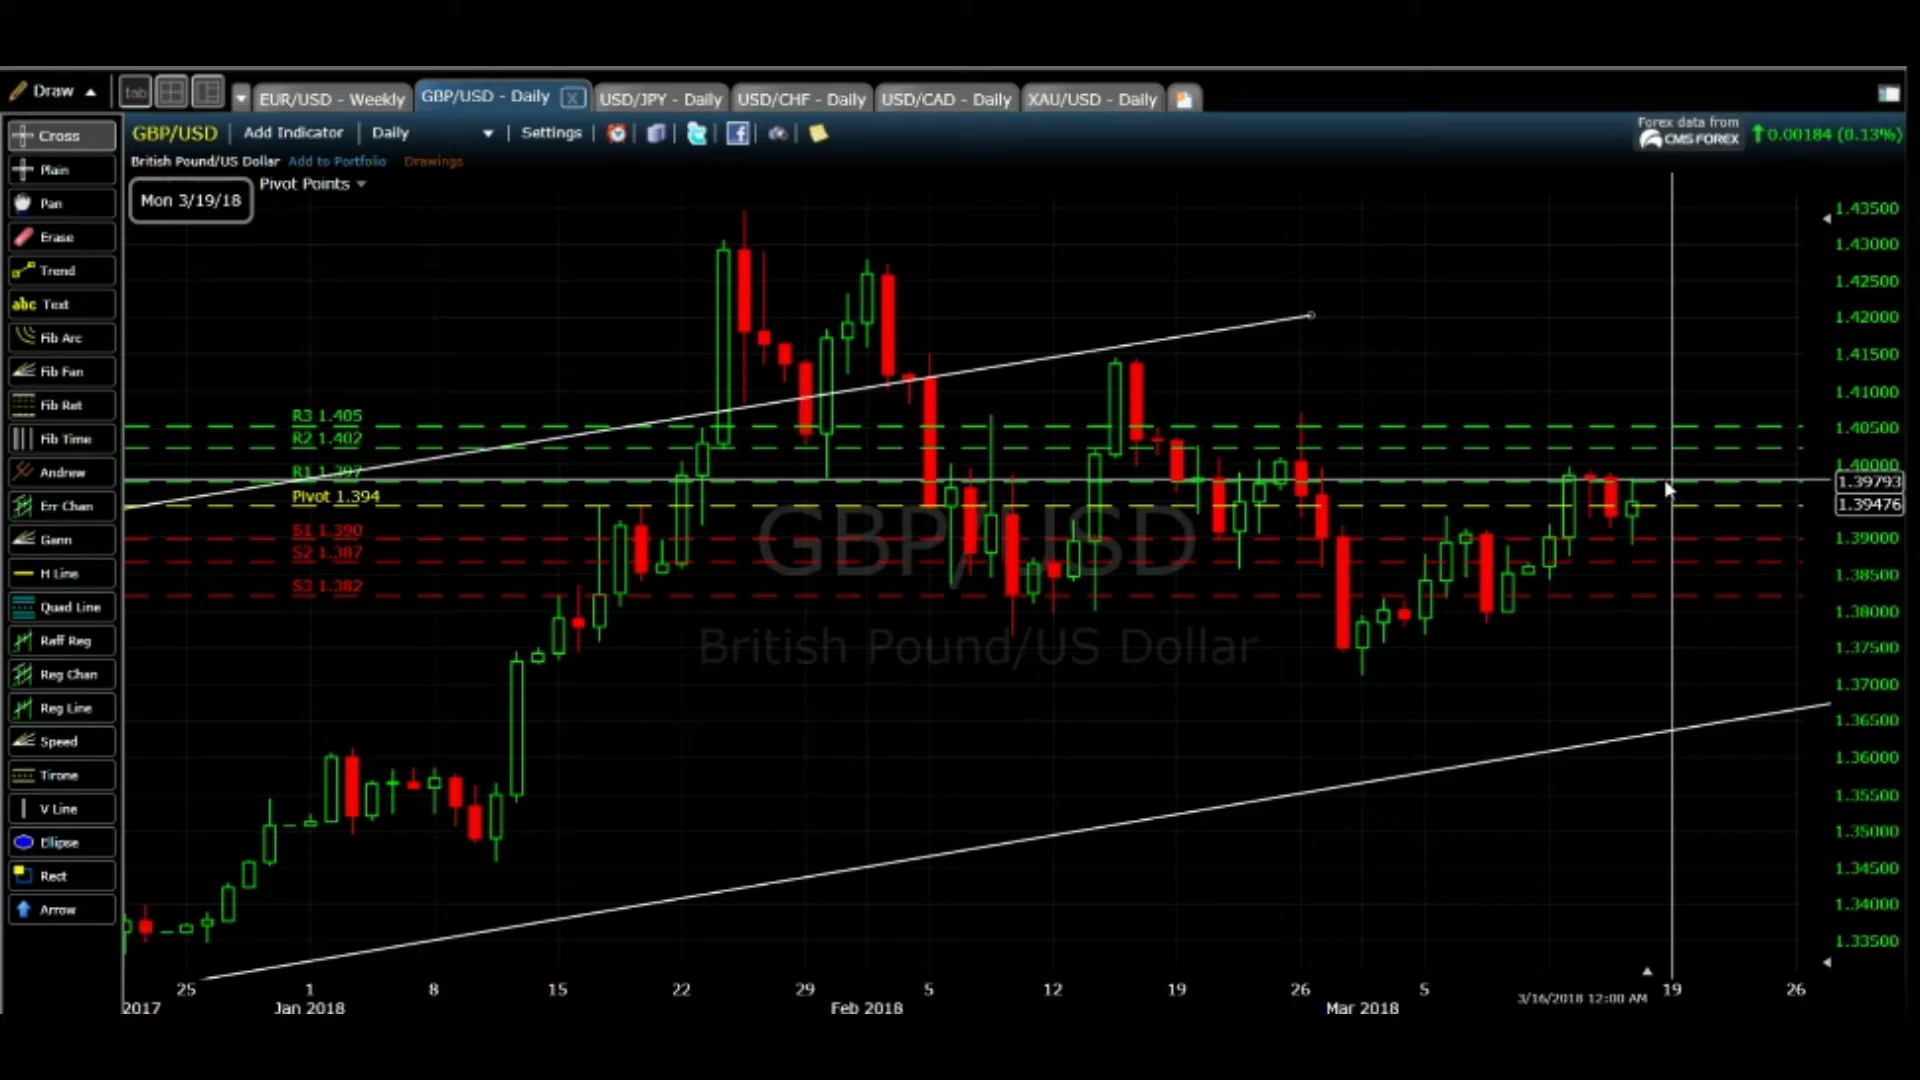 Draw
tab
EUR/USD - Weekly
GBP/USD - Daily
X
USD/JPY - Daily
USD/CHF - Daily
USD/CAD - Daily
XAU/USD - Daily
GBP/USD
Add Indicator
Daily
Settings
Forex data from
CMS FOREX
0.00184 (0.13%)
British Pound/US Dollar
Add to Portfolio
Drawings
Pivot Points
Mon 3/19/18
Cross
Plain
Pan
Erase
Trend
abc Text
Fib Arc
Fib Fan
Fib Ret
Fib Time
Andrew
Err Chan
Gann
H Line
Quad Line
Raff Reg
Reg Chan
Reg Line
Speed
Tirone
V Line
Ellipse
Rect
Arrow
R3 1.405
R2 1.402
R1 1.397
Pivot 1.394
S1 1.390
S2 1.387
S3 1.382
GBP/USD
British Pound/US Dollar
1.43500
1.43000
1.42500
1.42000
1.41500
1.41000
1.40500
1.40000
1.39793
1.39476
1.39000
1.38500
1.38000
1.37500
1.37000
1.36500
1.36000
1.35500
1.35000
1.34500
1.34000
1.33500
25 1 8 15 22 29 5 12 19 26 5 19 26
3/16/2018 12:00 AM
2017 Jan 2018 Feb 2018 Mar 2018